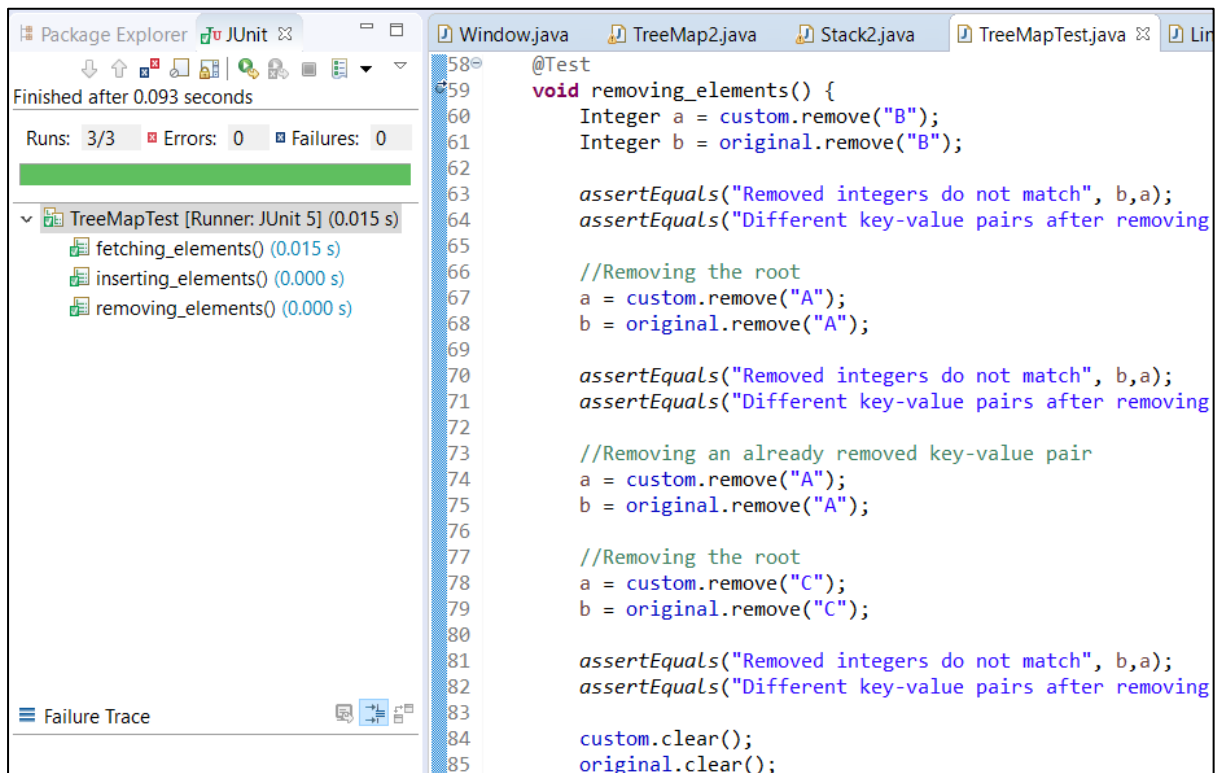 Package Explorer JUnit
Finished after 0.093 seconds
Runs: 3/3 Errors: 0 Failures: 0
TreeMapTest [Runner: JUnit 5] (0.015 s)
fetching_elements() (0.015 s)
inserting_elements() (0.000 s)
removing_elements() (0.000 s)
Failure Trace
Window.java TreeMap2.java Stack2.java TreeMapTest.java Lin
58 @Test
59 void removing_elements() {
60 Integer a = custom.remove("B");
61 Integer b = original.remove("B");
62
63 assertEquals("Removed integers do not match", b,a);
64 assertEquals("Different key-value pairs after removing
65
66 //Removing the root
67 a = custom.remove("A");
68 b = original.remove("A");
69
70 assertEquals("Removed integers do not match", b,a);
71 assertEquals("Different key-value pairs after removing
72
73 //Removing an already removed key-value pair
74 a = custom.remove("A");
75 b = original.remove("A");
76
77 //Removing the root
78 a = custom.remove("C");
79 b = original.remove("C");
80
81 assertEquals("Removed integers do not match", b,a);
82 assertEquals("Different key-value pairs after removing
83
84 custom.clear();
85 original.clear();